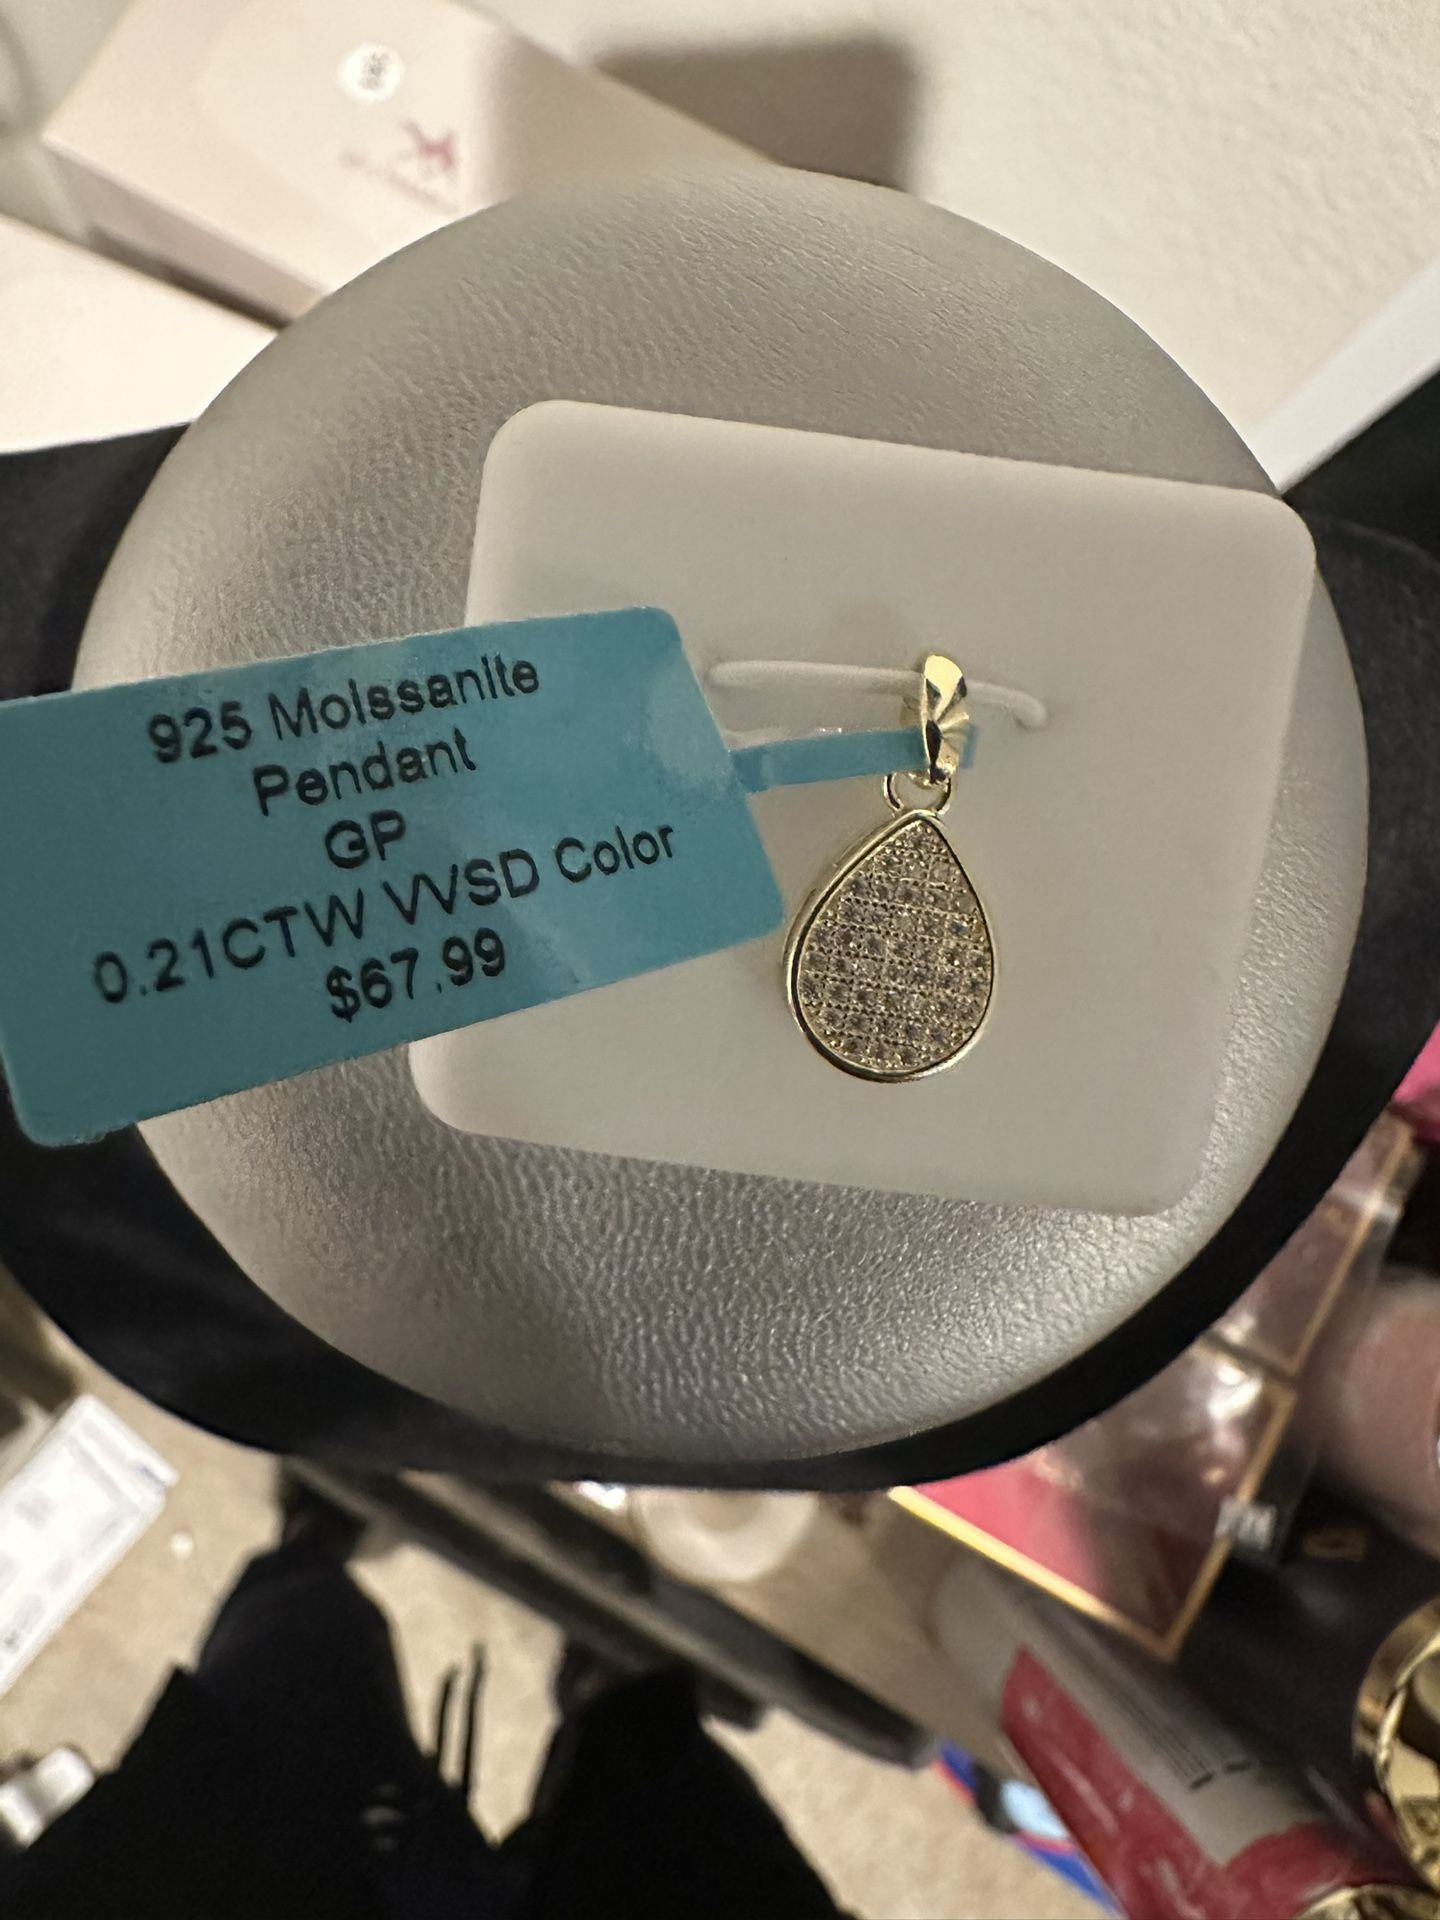 925 Moissanite
Pendant
GP
0.21CTW VVSD Color
$67.99